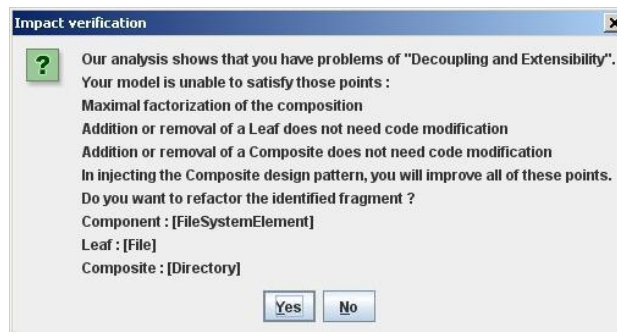 Impact verification
Our analysis shows that you have problems of "Decoupling and Extensibility".
Your model is unable to satisfy those points :
Maximal factorization of the composition
Addition or removal of a Leaf does not need code modification
Addition or removal of a Composite does not need code modification
In injecting the Composite design pattern, you will improve all of these points.
Do you want to refactor the identified fragment ?
Component : [FileSystemElement]
Leaf : [File]
Composite : [Directory]
Yes No